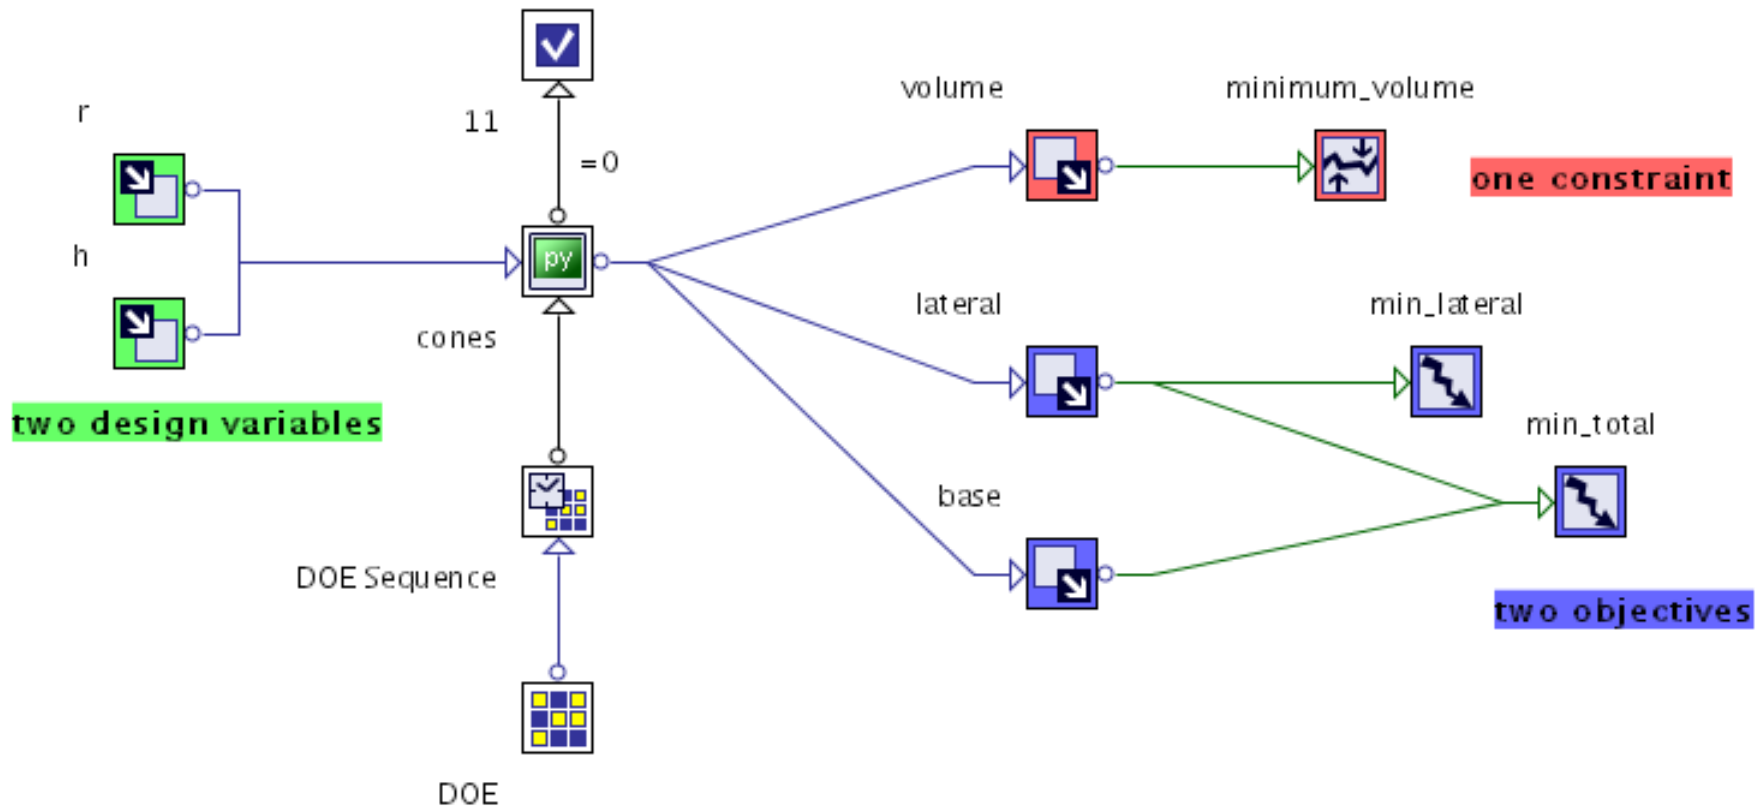 volume
minimum_volume
r
11
=0
one constraint
h
py
lateral
min_lateral
cones
two design variables
min_total
base
DOE Sequence
two objectives
DOE